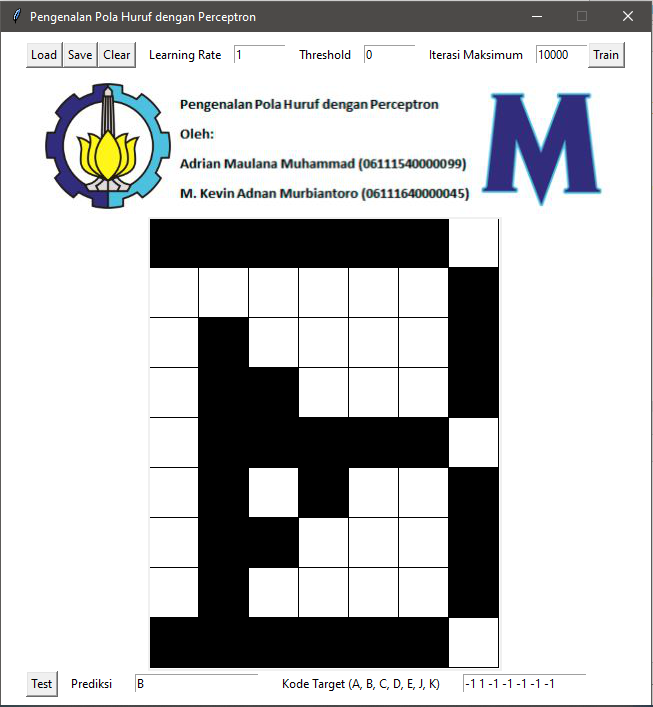 Pengenalan Pola Huruf dengan Perceptron
Load Save Clear Learning Rate 1 Threshold 0 Iterasi Maksimum 10000 Train
Pengenalan Pola Huruf dengan Perceptron
Oleh:
Adrian Maulana Muhammad (06111540000099)
M. Kevin Adnan Murbiantoro (06111640000045)
M
Test Prediksi B Kode Target (A, B, C, D, E, J, K) -1 1 -1 -1 -1 -1 -1